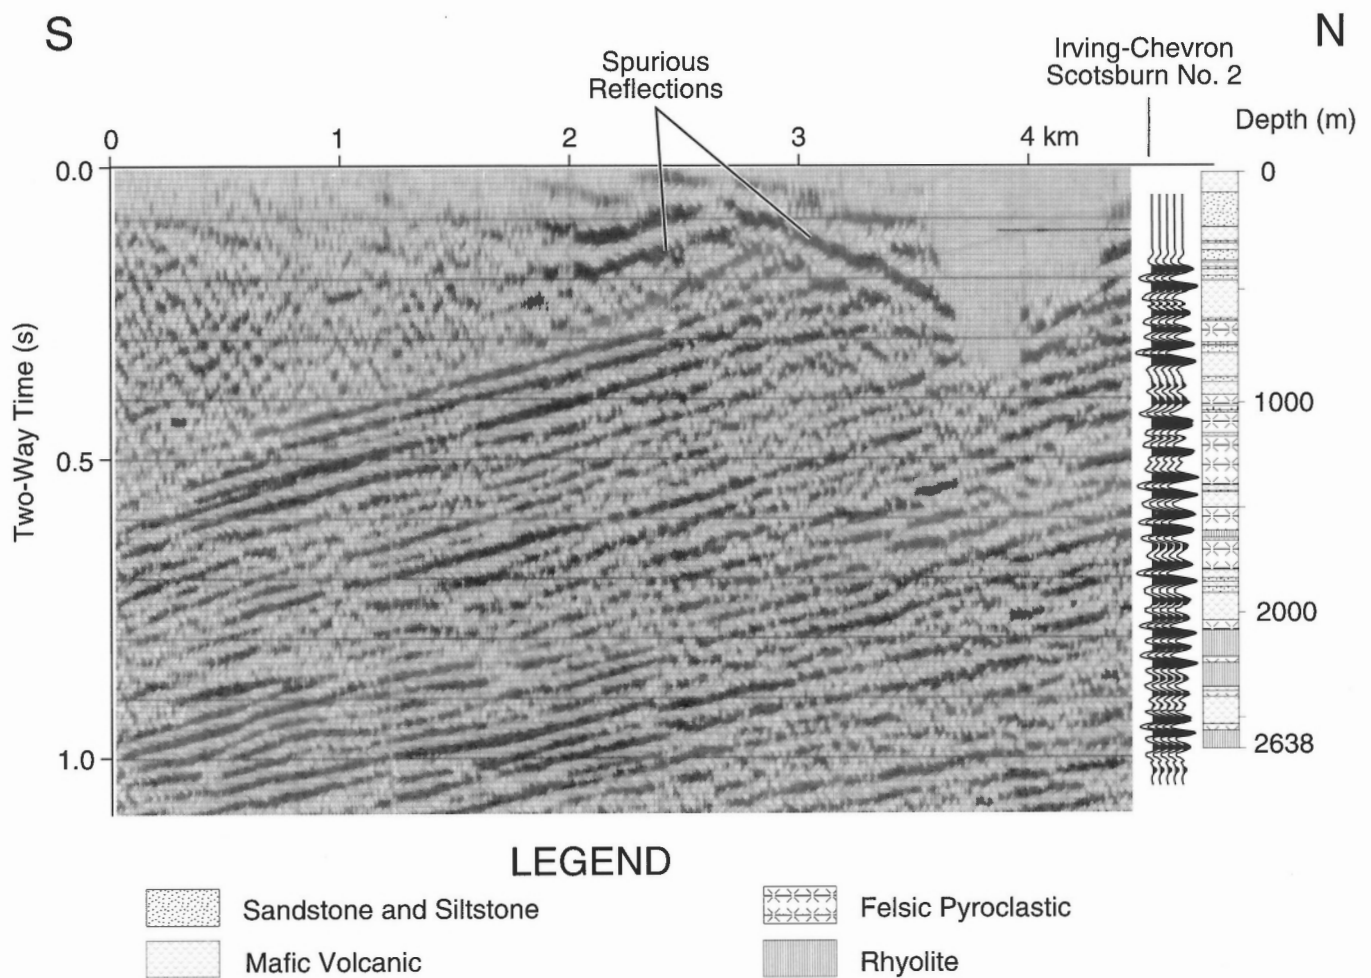 S
N
Irving-Chevron
Scotsburn No. 2
Spurious
Reflections
Depth (m)
0
1
2
3
4 km
0.0
0
1000
0.5
Two-Way Time (s)
2000
1.0
2638
LEGEND
Sandstone and Siltstone
Felsic Pyroclastic
Mafic Volcanic
Rhyolite